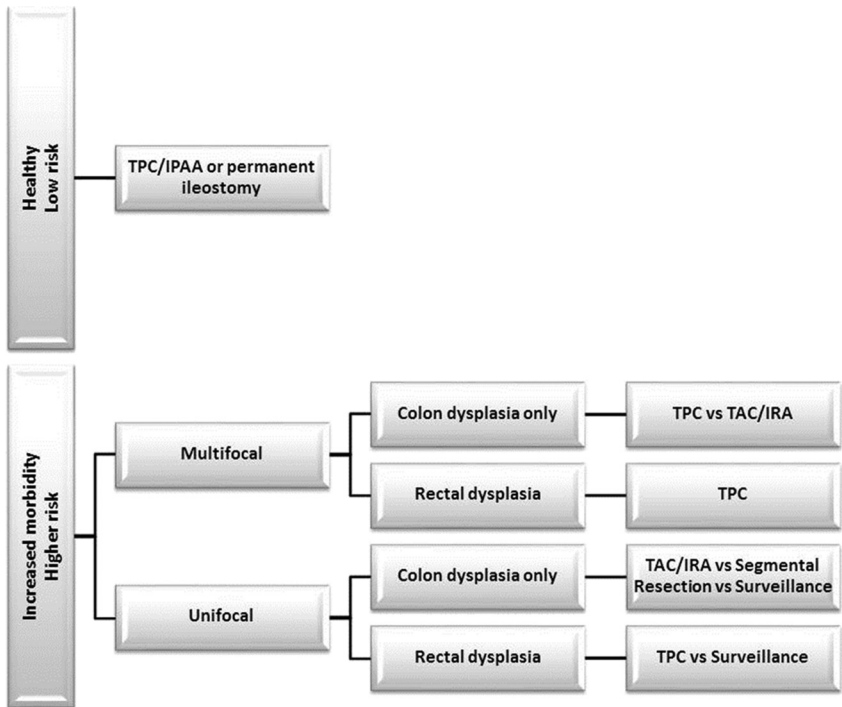 Healthy
Low risk
TPC/IPAA or permanent
ileostomy
Increased morbidity
Higher risk
Multifocal
Colon dysplasia only
TPC vs TAC/IRA
Rectal dysplasia
TPC
Unifocal
Colon dysplasia only
TAC/IRA vs Segmental
Resection vs Surveillance
Rectal dysplasia
TPC vs Surveillance